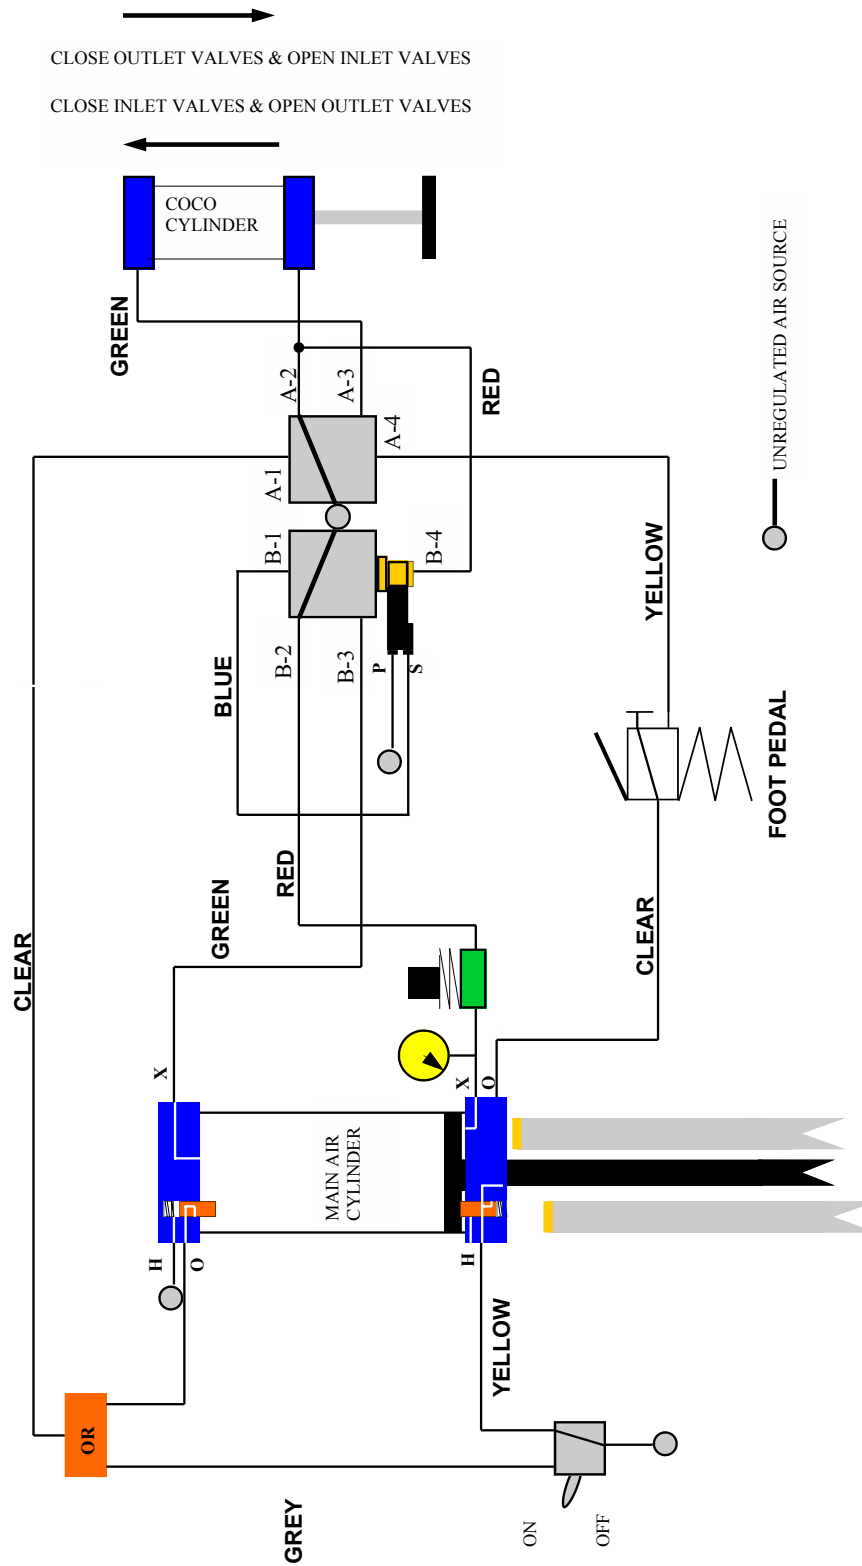 CLOSE OUTLET VALVES & OPEN INLET VALVES
CLOSE INLET VALVES & OPEN OUTLET VALVES
COCO
CYLINDER
GREEN
UNREGULATED AIR SOURCE
A-2
A-3
RED
A-1
A-4
B-1
B-4
YELLOW
B-2
B-3
BLUE
P
S
FOOT PEDAL
RED
GREEN
CLEAR
CLEAR
X
X
O
MAIN AIR
CYLINDER
H
O
H
YELLOW
OR
GREY
ON
OFF